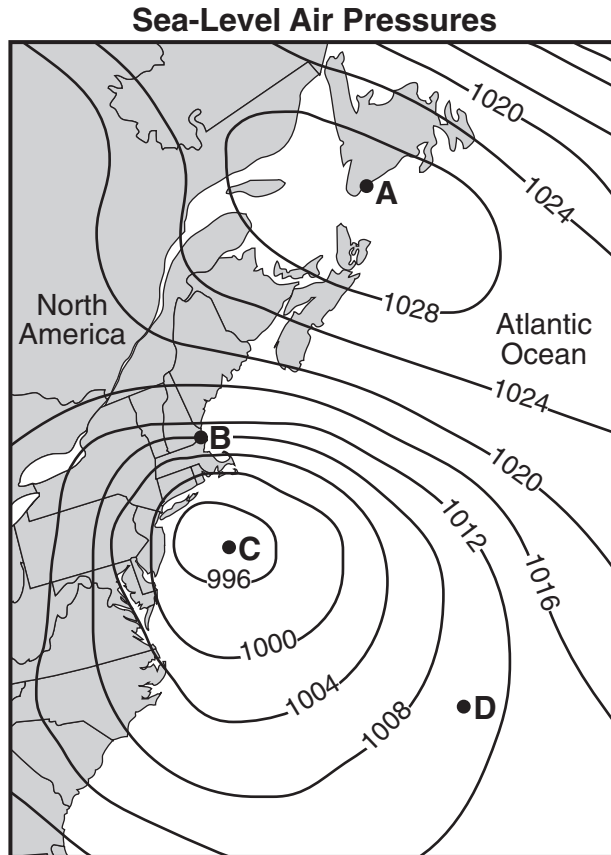 Sea-Level Air Pressures
1020
A
1024
1028
North
America
Atlantic
Ocean
1024
B
1020
1012
C
996
1016
1000
1004
D
1008